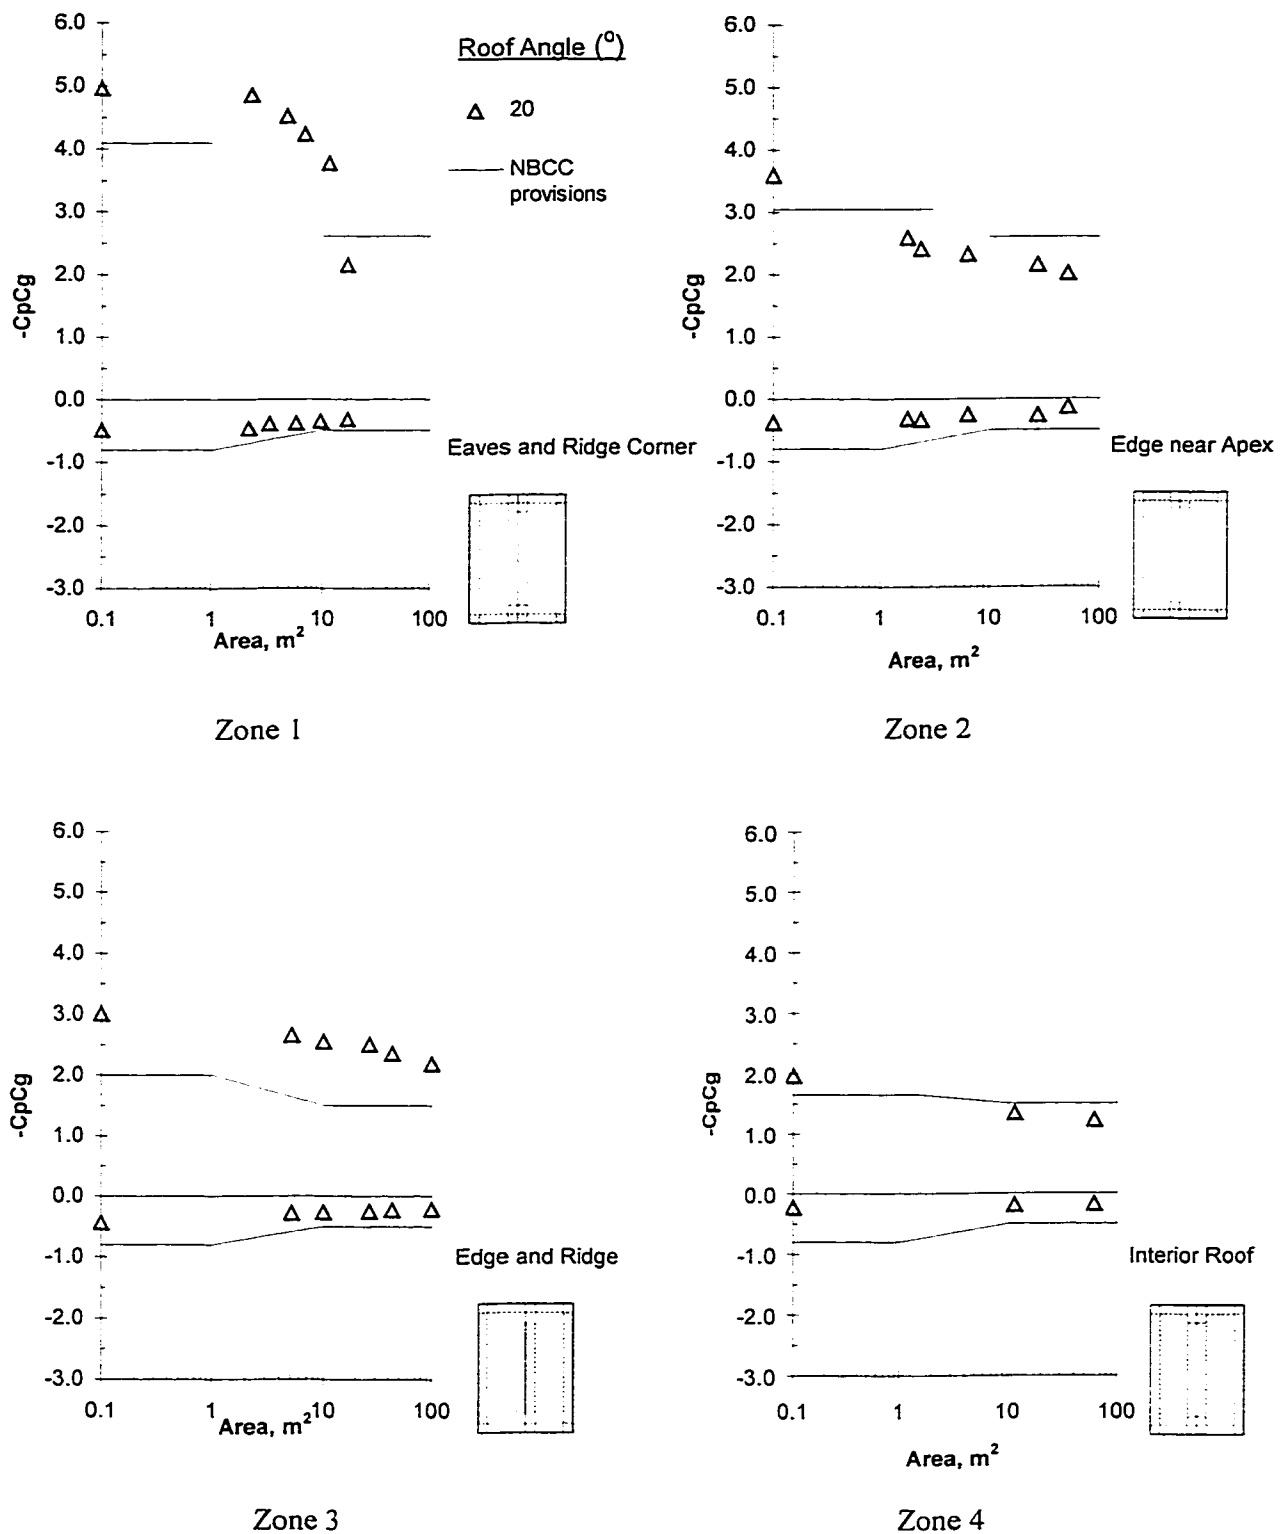 6.0
5.0
4.0
3.0
2.0
1.0
0.0
-1.0
-2.0
-3.0
-CpCg
0.1 1 10 100
Area, m²
Roof Angle (°)
20
NBCC
provisions
Eaves and Ridge Corner
Zone 1
6.0
5.0
4.0
3.0
2.0
1.0
0.0
-1.0
-2.0
-3.0
-CpCg
0.1 1 10 100
Area, m²
Edge near Apex
Zone 2
6.0
5.0
4.0
3.0
2.0
1.0
0.0
-1.0
-2.0
-3.0
-CpCg
0.1 1 10 100
Area, m²
Edge and Ridge
Zone 3
6.0
5.0
4.0
3.0
2.0
1.0
0.0
-1.0
-2.0
-3.0
-CpCg
0.1 1 10 100
Area, m²
Interior Roof
Zone 4